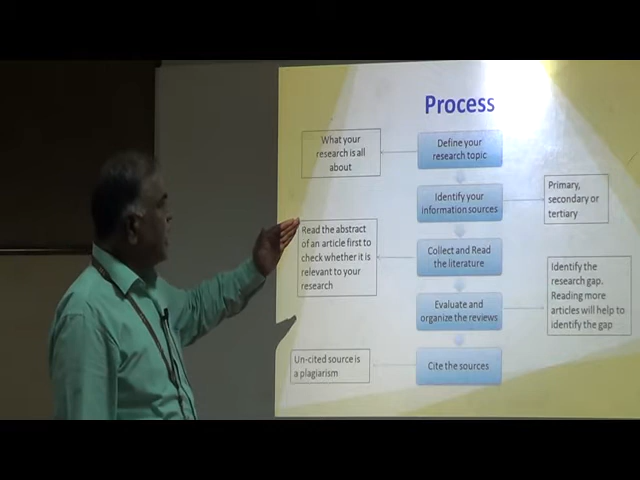 Process
What your
research is all
about
Define your
research topic
Identify your
information sources
Primary,
secondary or
tertiary
Read the abstract
of an article first to
check whether it is
relevant to your
research
Collect and Read
the literature
Evaluate and
organize the reviews
Identify the
research gap.
Reading more
articles will help to
identify the gap
Un-cited source is
a plagiarism
Cite the sources